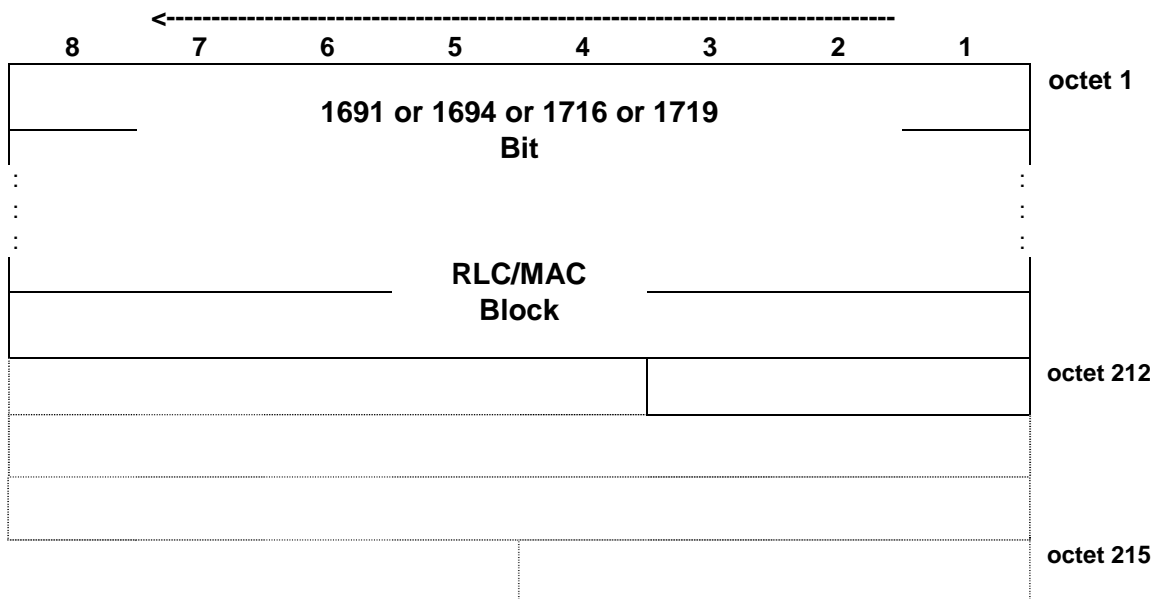 <--------------------------------------------------------------------------------
8 7 6 5 4 3 2 1
octet 1
1691 or 1694 or 1716 or 1719
Bit
: :
: :
: :
RLC/MAC
Block
octet 212
octet 215